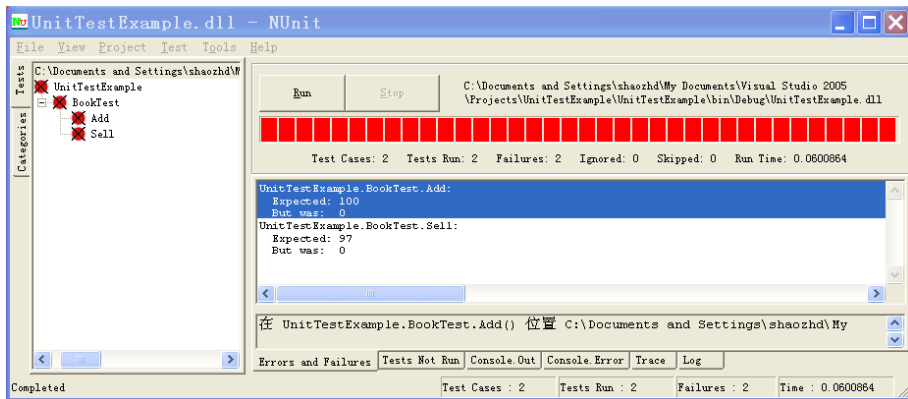 UnitTestExample.dll - NUnit
File View Project Test Tools Help
Tests
Categories
C:\Documents and Settings\shaozhd\M
UnitTestExample
BookTest
Add
Sell
Run
Stop
C:\Documents and Settings\shaozhd\My Documents\Visual Studio 2005
\Projects\UnitTestExample\UnitTestExample\bin\Debug\UnitTestExample.dll
Test Cases: 2 Tests Run: 2 Failures: 2 Ignored: 0 Skipped: 0 Run Time: 0.0600864
UnitTestExample.BookTest.Add:
Expected: 100
But was: 0
UnitTestExample.BookTest.Sell:
Expected: 97
But was: 0
在 UnitTestExample.BookTest.Add() 位置 C:\Documents and Settings\shaozhd\My
Errors and Failures Tests Not Run Console.Out Console.Error Trace Log
Completed Test Cases : 2 Tests Run : 2 Failures : 2 Time : 0.0600864